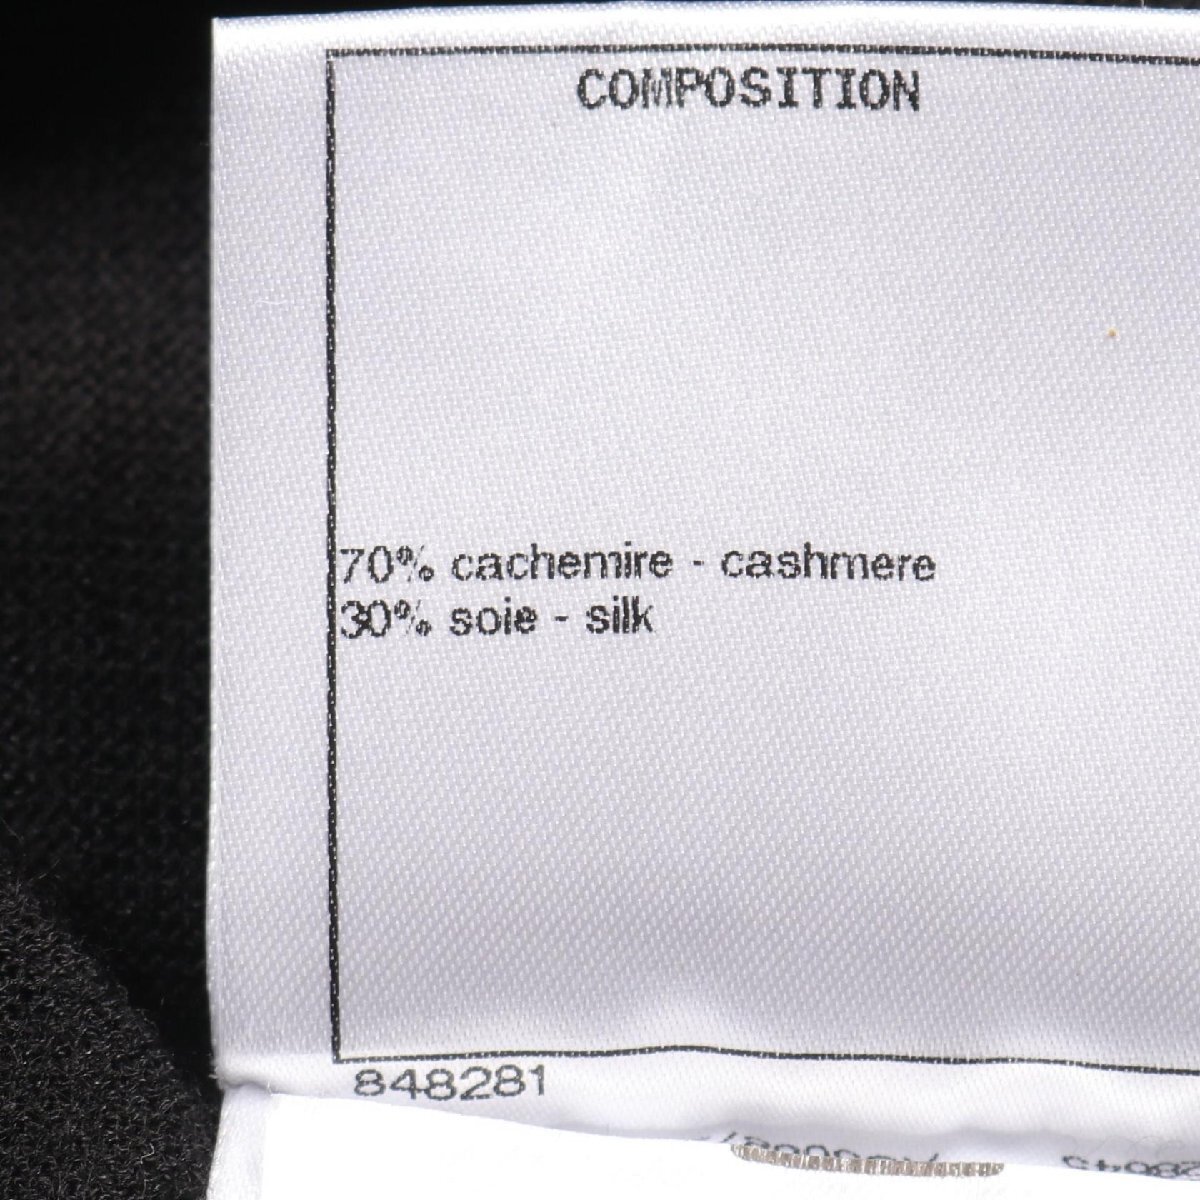 COMPOSITION
70% cachemire - cashmere
30% soie - silk
848281